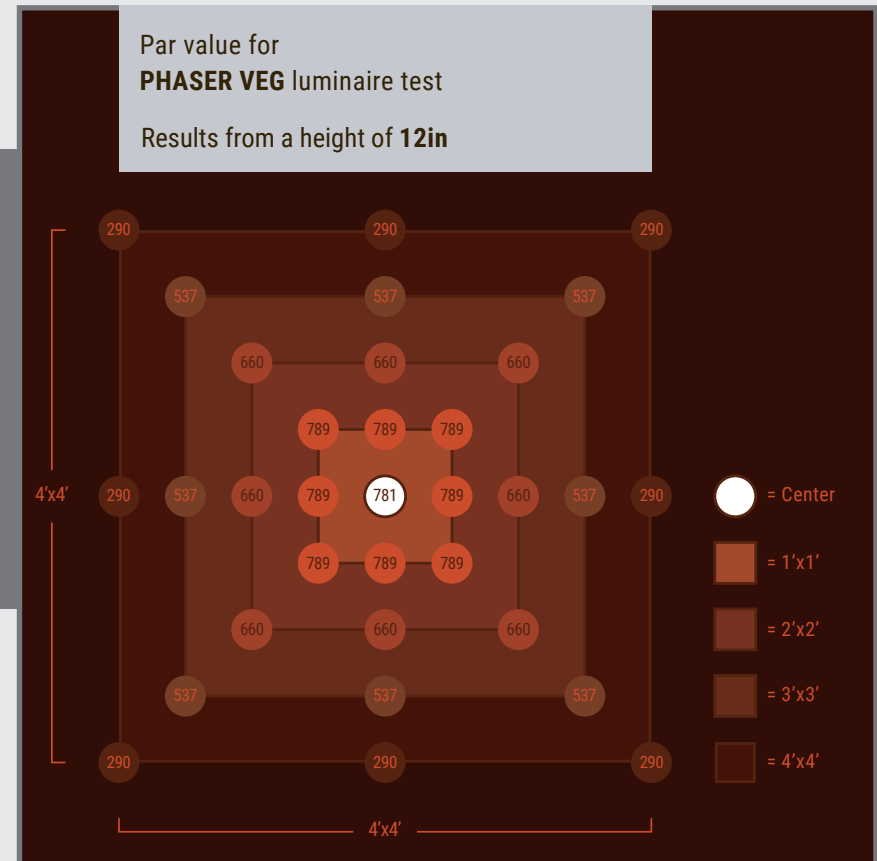 Par value for
PHASER VEG luminaire test
Results from a height of 12in
290 290 290
537 537 537
660 660 660
789 789 789
4’x4’ 290 537 660 789 781 789 660 537 290 = Center
789 789 789 = 1’x1’
660 660 660 = 2’x2’
537 537 537 = 3’x3’
290 290 290 = 4’x4’
4’x4’